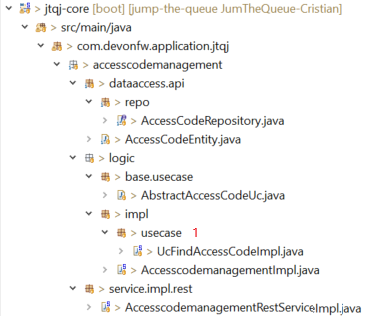 > jtqj-core [boot] [jump-the-queue JumTheQueue-Cristian]
> src/main/java
> com.devonfw.application.jtqj
> accesscodemanagement
> dataaccess.api
> repo
> AccessCodeRepository.java
> AccessCodeEntity.java
> logic
> base.usecase
> AbstractAccessCodeUc.java
> impl
> usecase 1
> UcFindAccessCodeImpl.java
> AccesscodemanagementImpl.java
> service.impl.rest
> AccesscodemanagementRestServiceImpl.java